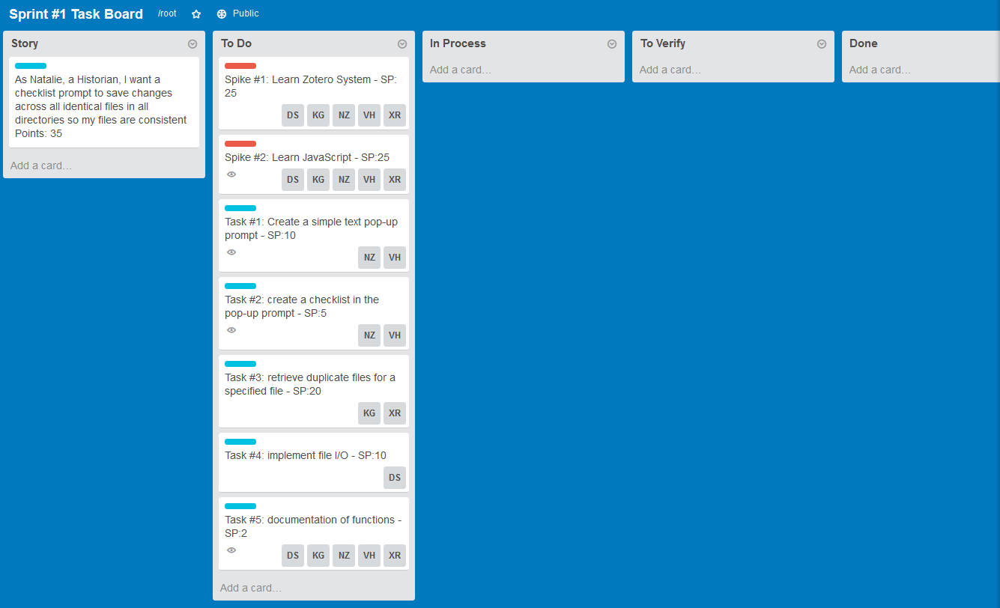 Sprint #1 Task Board /root Public
Story
As Natalie, a Historian, I want a
checklist prompt to save changes
across all identical files in all
directories so my files are consistent
Points: 35
Add a card...
To Do
Spike #1: Learn Zotero System - SP:
25
DS KG NZ VH XR
Spike #2: Learn JavaScript - SP:25
DS KG NZ VH XR
Task #1: Create a simple text pop-up
prompt - SP:10
NZ VH
Task #2: create a checklist in the
pop-up prompt - SP:5
NZ VH
Task #3: retrieve duplicate files for a
specified file - SP:20
KG XR
Task #4: implement file I/O - SP:10
DS
Task #5: documentation of functions -
SP:2
DS KG NZ VH XR
Add a card...
In Process
Add a card...
To Verify
Add a card...
Done
Add a card...